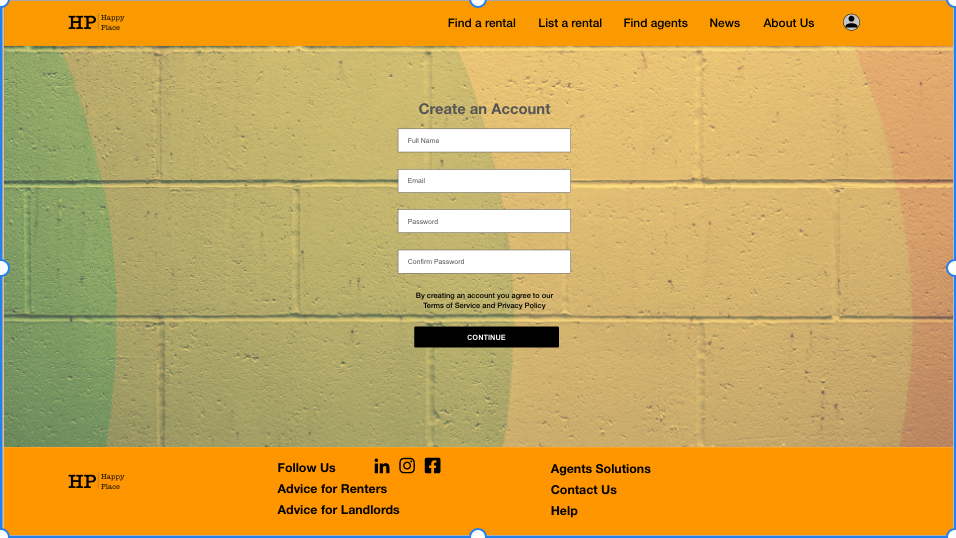 HP Happy
Place
Find a rental List a rental Find agents News About Us
Create an Account
Full Name
Email
Password
Confirm Password
By creating an account you agree to our
Terms of Service and Privacy Policy
CONTINUE
HP Happy
Place
Follow Us
Advice for Renters
Advice for Landlords
Agents Solutions
Contact Us
Help